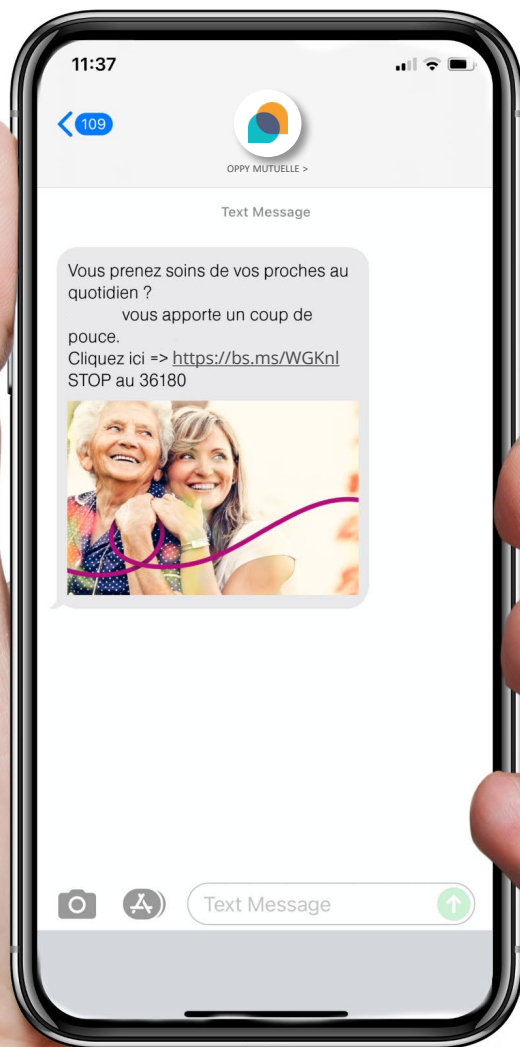 11:37
109
OPPY MUTUELLE >
Text Message
Vous prenez soins de vos proches au
quotidien ?
vous apporte un coup de
pouce.
Cliquez ici => https://bs.ms/WGKnl
STOP au 36180
Text Message